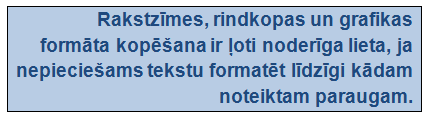 Rakstzīmes, rindkopas un grafikas
formāta kopēšana ir ļoti noderīga lieta, ja
nepieciešams tekstu formatēt līdzīgi kādam
noteiktam paraugam.